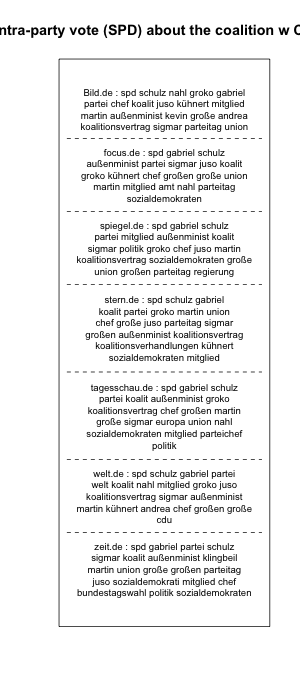 ntra-party vote (SPD) about the coalition w C
Bild.de : spd schulz nahl groko gabriel
partei chef koalit juso kühnert mitglied
martin außenminist kevin große andrea
koalitionsvertrag sigmar parteitag union
focus.de : spd gabriel schulz
außenminist partei sigmar juso koalit
groko kühnert chef großen große union
martin mitglied amt nahl parteitag
sozialdemokraten
spiegel.de : spd gabriel schulz
partei mitglied außenminist koalit
sigmar politik groko chef juso martin
koalitionsvertrag sozialdemokraten große
union großen parteitag regierung
stern.de : spd schulz gabriel
koalit partei groko martin union
chef große juso parteitag sigmar
großen außenminist koalitionsvertrag
koalitionsverhandlungen kühnert
sozialdemokraten mitglied
tagesschau.de : spd gabriel schulz
partei koalit außenminist groko
koalitionsvertrag chef großen martin
große sigmar europa union nahl
sozialdemokraten mitglied parteichef
politik
welt.de : spd schulz gabriel partei
welt koalit nahl mitglied groko juso
koalitionsvertrag sigmar außenminist
martin kühnert andrea chef großen große
cdu
zeit.de : spd gabriel partei schulz
sigmar koalit außenminist klingbeil
martin union große großen parteitag
juso sozialdemokrati mitglied chef
bundestagswahl politik sozialdemokraten